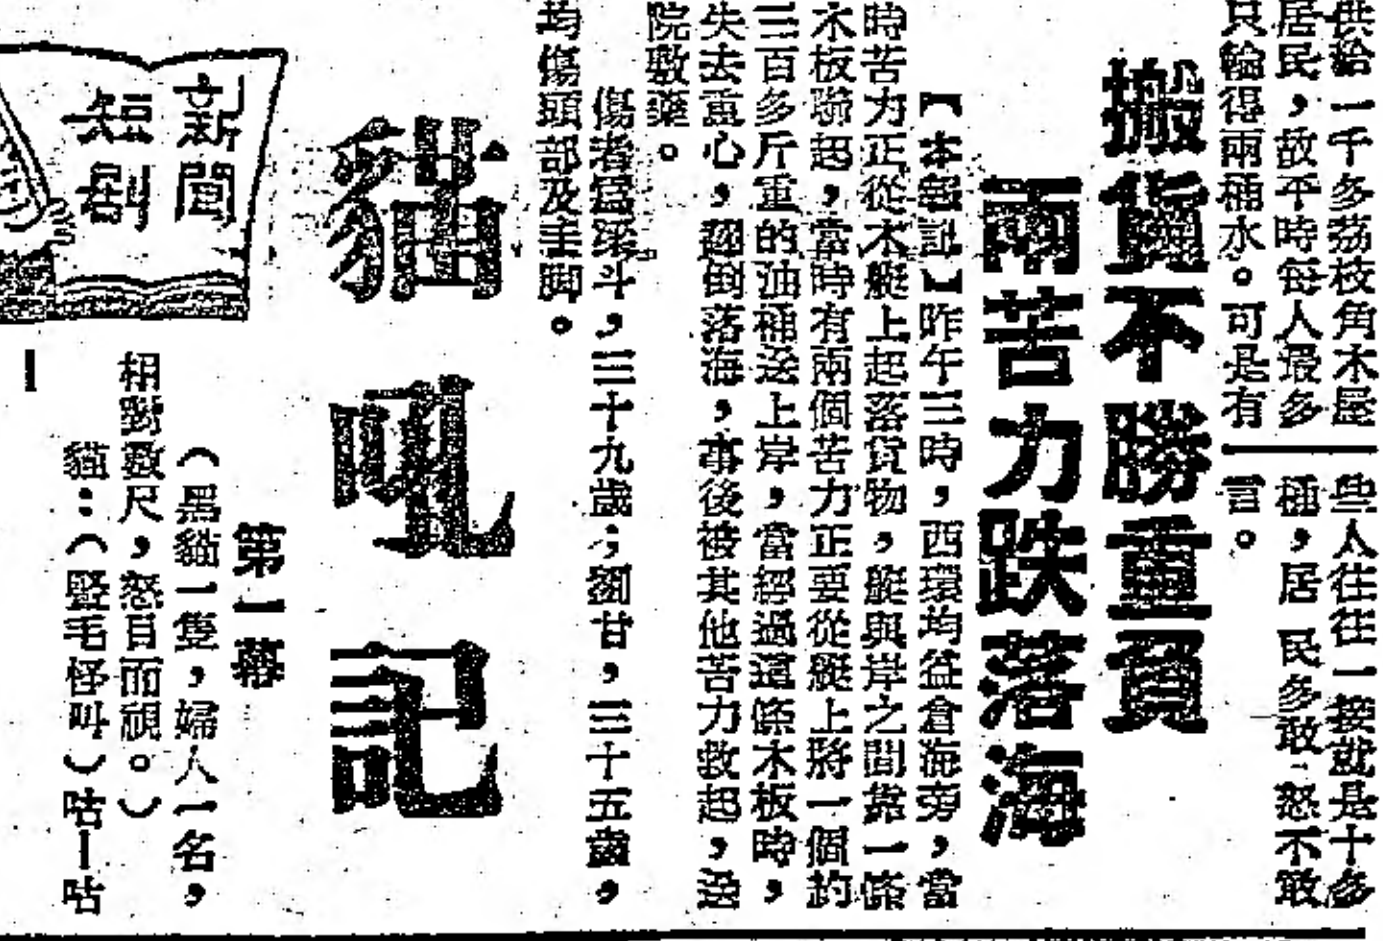 供給一千多荔枝角木屋
居民，故平時每人最多
只輪得兩桶水。可是有
些人往往一接就是十多
桶，居民多敢怒不敢
言。
搬貨不勝重負
兩苦力跌落海
【本報訊】昨午三時，西環均益倉海旁，當
時苦力正從木艇上起落貨物，艇與岸之間一條
木板聯起，當時有兩個苦力正要從艇上將一個約
三百多斤重的油桶送上岸，當經過這條木板時，
失去重心，翻倒落海，事後被其他苦力救起，送
院敷藥。
傷者爲梁斗，三十九歲；劉甘，三十五歲，
均傷頭部及手脚。
貓吼記
新聞
短劇
第一幕
（黑貓一隻，婦人一名，
相對數尺，怒目而視。）
貓：（豎毛怪叫）咕—咕
—